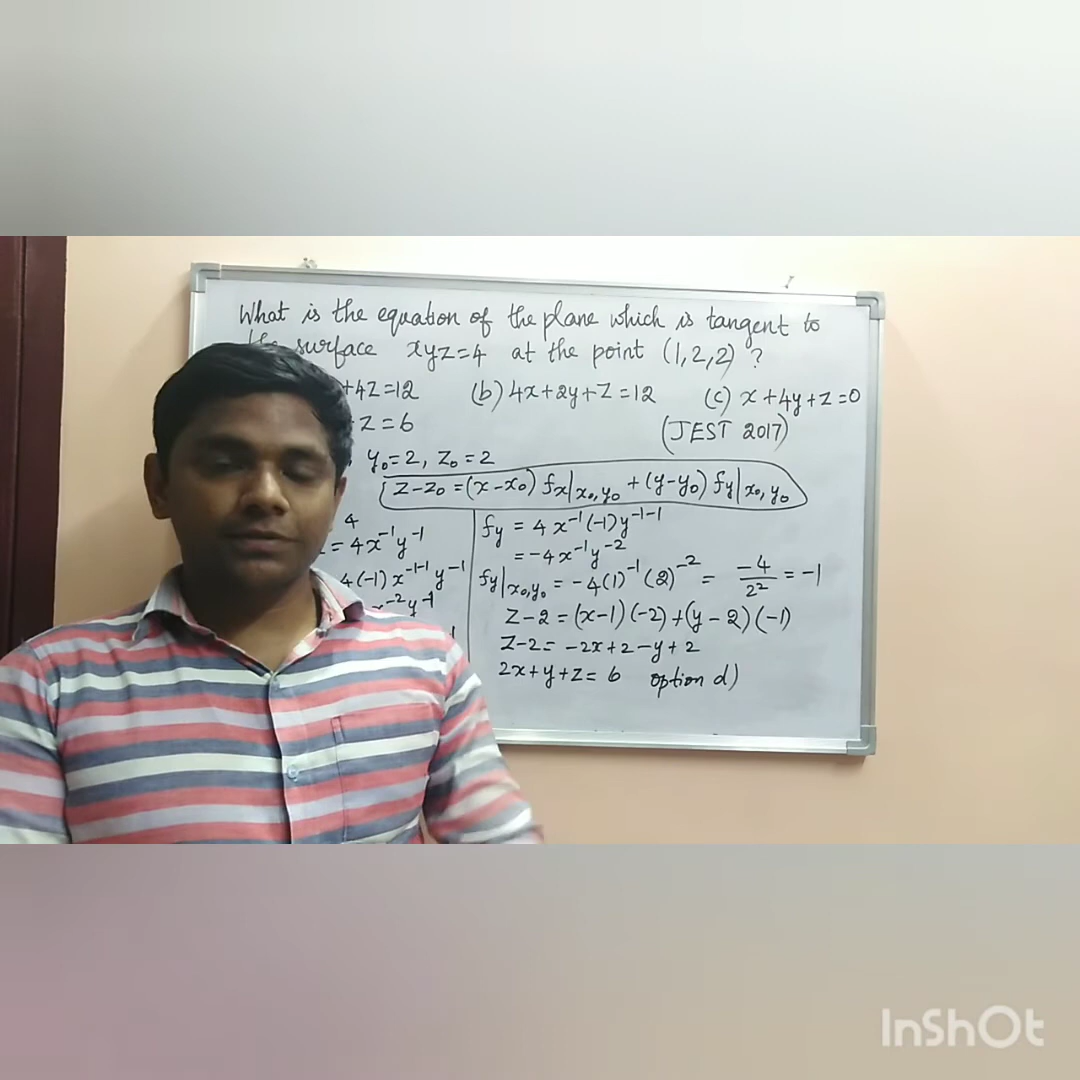 What is the equation of the plane which is tangent to
the surface xyz=4 at the point (1,2,2) ?
+4z=12 (b) 4x+2y+z=12 (c) x+4y+z=0
z=6 (JEST 2017)
y₀=2, z₀=2
z-z₀ =(x-x₀) fx|x₀,y₀ +(y-y₀) fy|x₀,y₀
4
= 4x⁻¹y⁻¹
4(-1) x⁻¹⁻¹y⁻¹
x⁻²y⁻¹
fy = 4 x⁻¹(-1)y⁻¹⁻¹
= -4x⁻¹y⁻²
fy|x₀,y₀ = -4(1)⁻¹(2)⁻² = -4/2² = -1
z-2 = (x-1)(-2)+(y-2)(-1)
z-2= -2x+2-y+2
2x+y+z= 6 option d)
InShOt